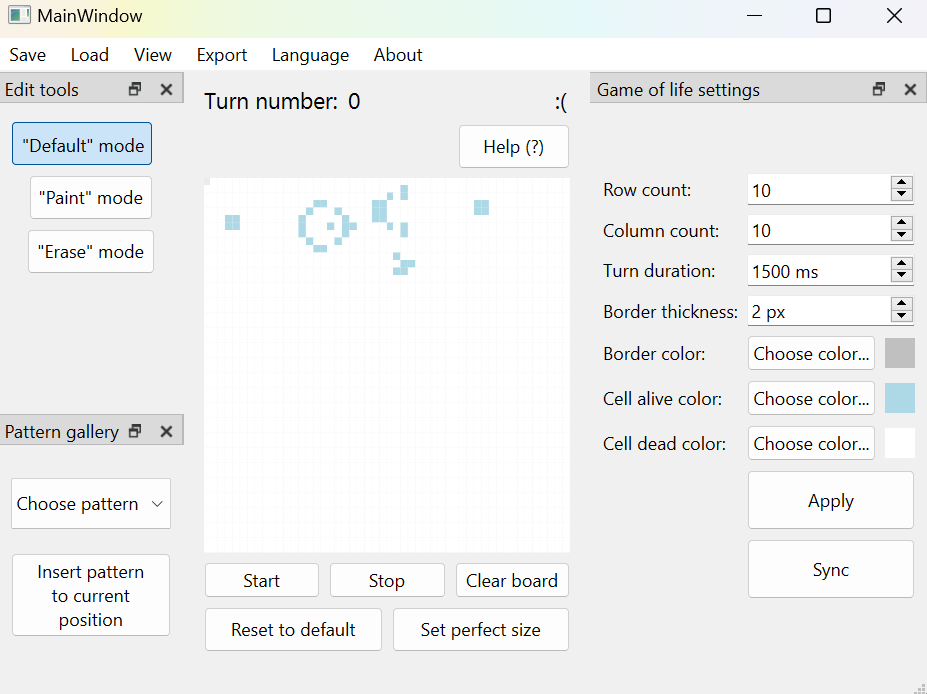 MainWindow
Save Load View Export Language About
Edit tools
"Default" mode
"Paint" mode
"Erase" mode
Pattern gallery
Choose pattern
Insert pattern
to current
position
Turn number: 0 :(
Help (?)
Start Stop Clear board
Reset to default Set perfect size
Game of life settings
Row count: 10
Column count: 10
Turn duration: 1500 ms
Border thickness: 2 px
Border color: Choose color...
Cell alive color: Choose color...
Cell dead color: Choose color...
Apply
Sync